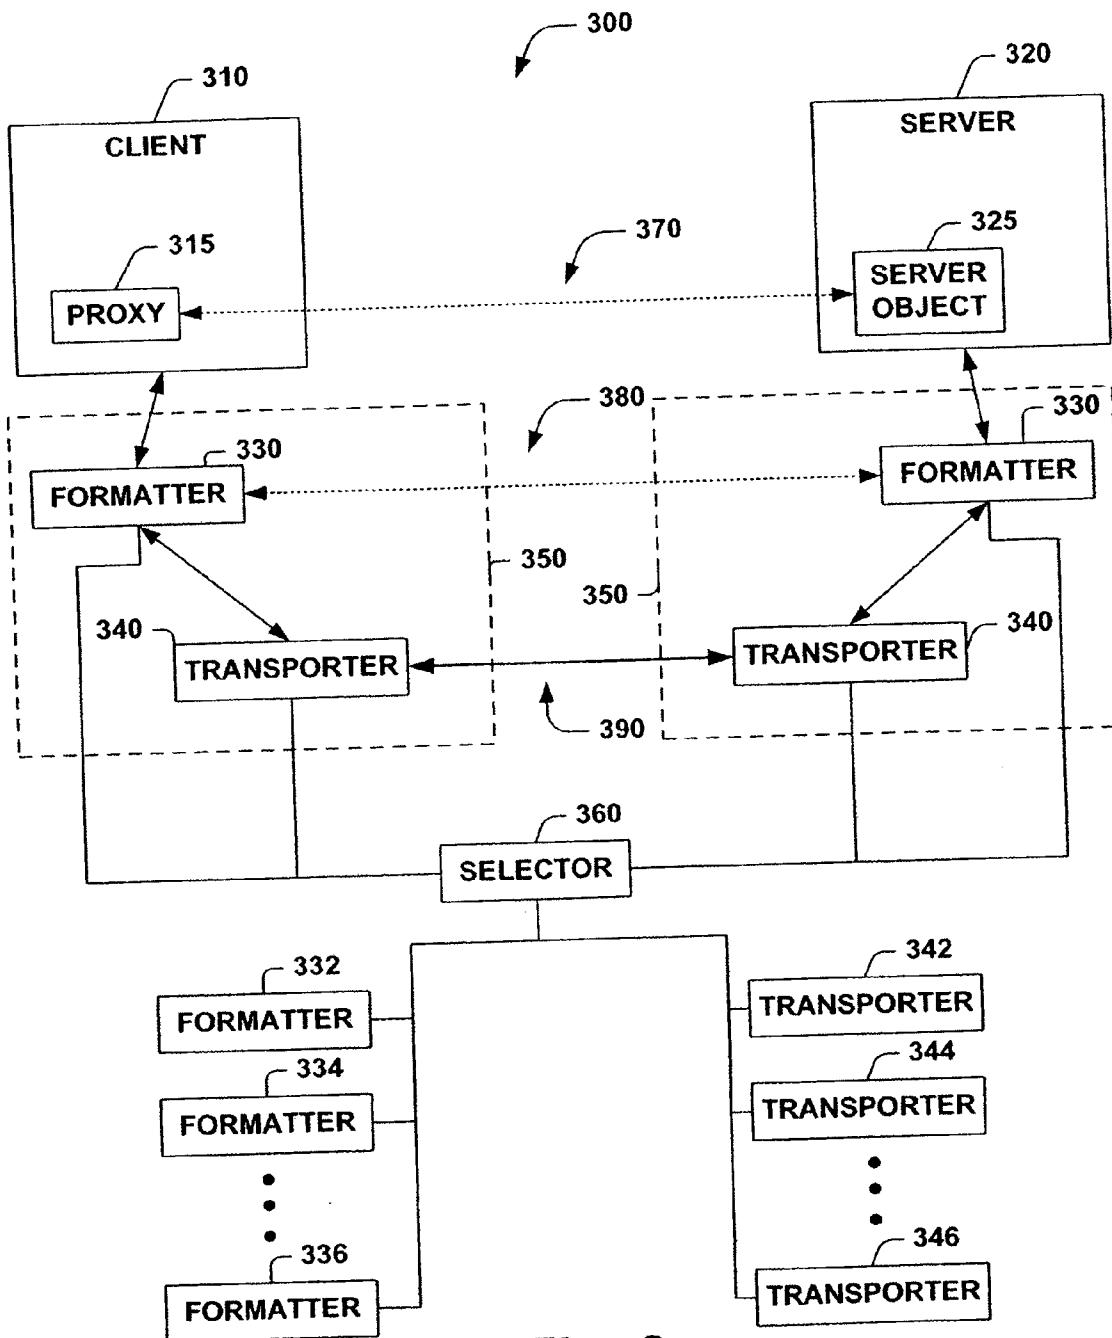 300
310
320
CLIENT
SERVER
315
370
325
PROXY
SERVER
OBJECT
380
330
330
FORMATTER
FORMATTER
350
350
340
340
TRANSPORTER
TRANSPORTER
390
360
SELECTOR
332
342
FORMATTER
TRANSPORTER
334
344
FORMATTER
TRANSPORTER
336
346
FORMATTER
TRANSPORTER